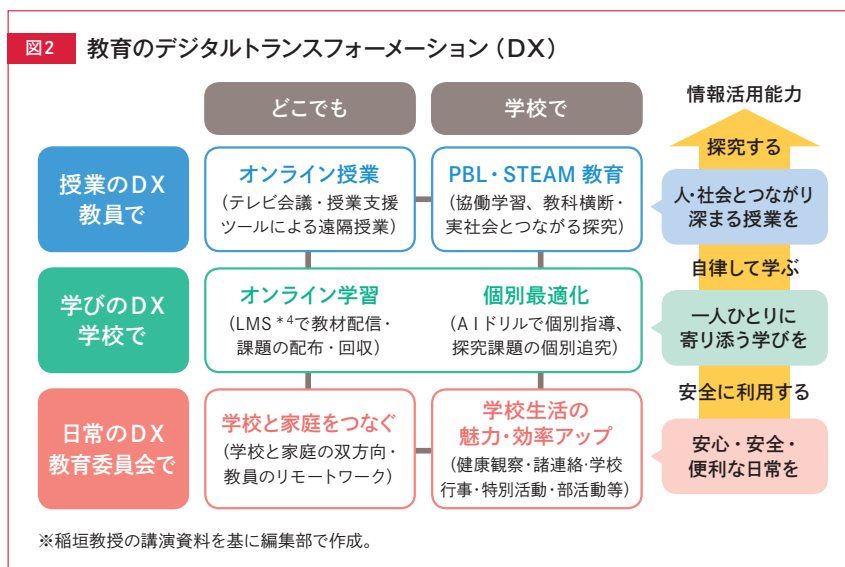 図2 教育のデジタルトランスフォーメーション（DX）
どこでも
学校で
情報活用能力
探究する
授業のDX
教員で
オンライン授業
(テレビ会議・授業支援
ツールによる遠隔授業)
PBL・STEAM 教育
(協働学習、教科横断・
実社会とつながる探究)
人・社会とつながり
深まる授業を
自律して学ぶ
学びのDX
学校で
オンライン学習
(LMS＊4で教材配信・
課題の配布・回収)
個別最適化
(AIドリルで個別指導、
探究課題の個別追究)
一人ひとりに
寄り添う学びを
安全に利用する
日常のDX
教育委員会で
学校と家庭をつなぐ
(学校と家庭の双方向・
教員のリモートワーク)
学校生活の
魅力・効率アップ
(健康観察・諸連絡・学校
行事・特別活動・部活動等)
安心・安全・
便利な日常を
※稲垣教授の講演資料を基に編集部で作成。